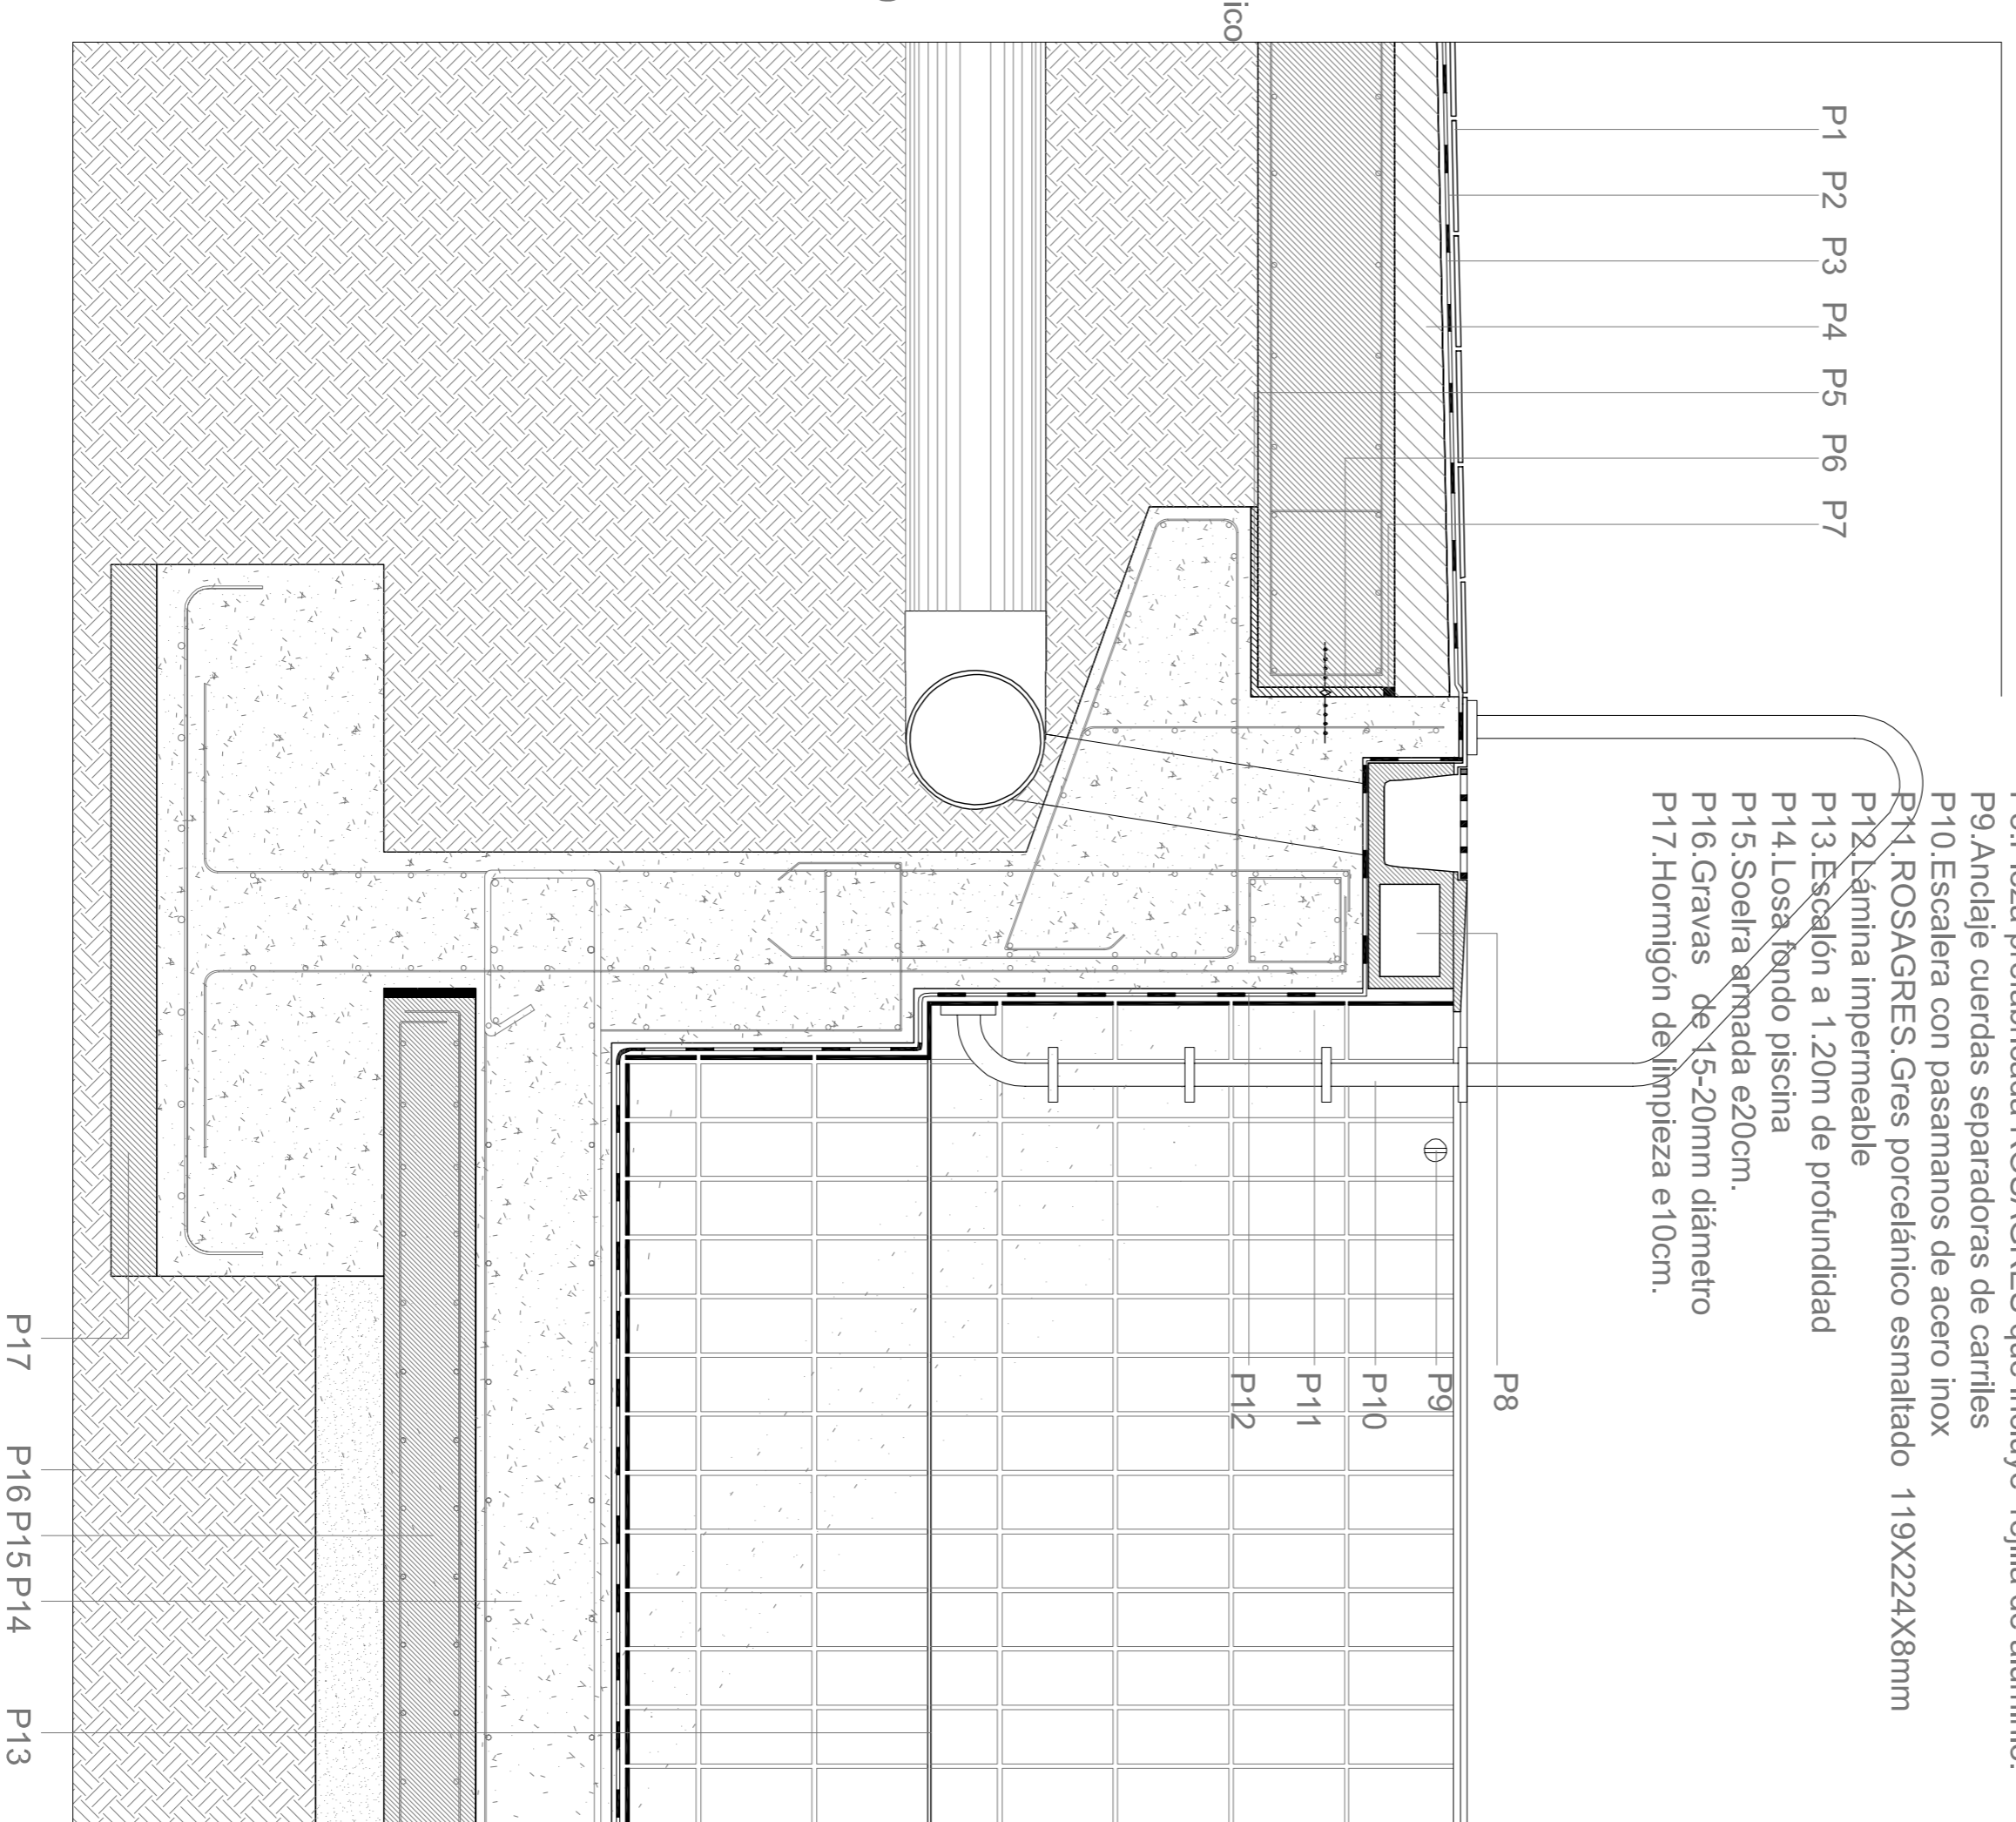 ico
P1 P2 P3 P4 P5 P6 P7
P9.Anclaje cuerdas separadoras de carriles
P10.Escalera con pasamanos de acero inox
P11.ROSAGRES.Gres porcelánico esmaltado 119X224X8mm
P12.Lámina impermeable
P13.Escalón a 1.20m de profundidad
P14.Losa fondo piscina
P15.Soelra armada e20cm.
P16.Gravas de 15-20mm diámetro
P17.Hormigón de limpieza e10cm.
P8
P9
P10
P11
P12
P17 P16 P15 P14 P13